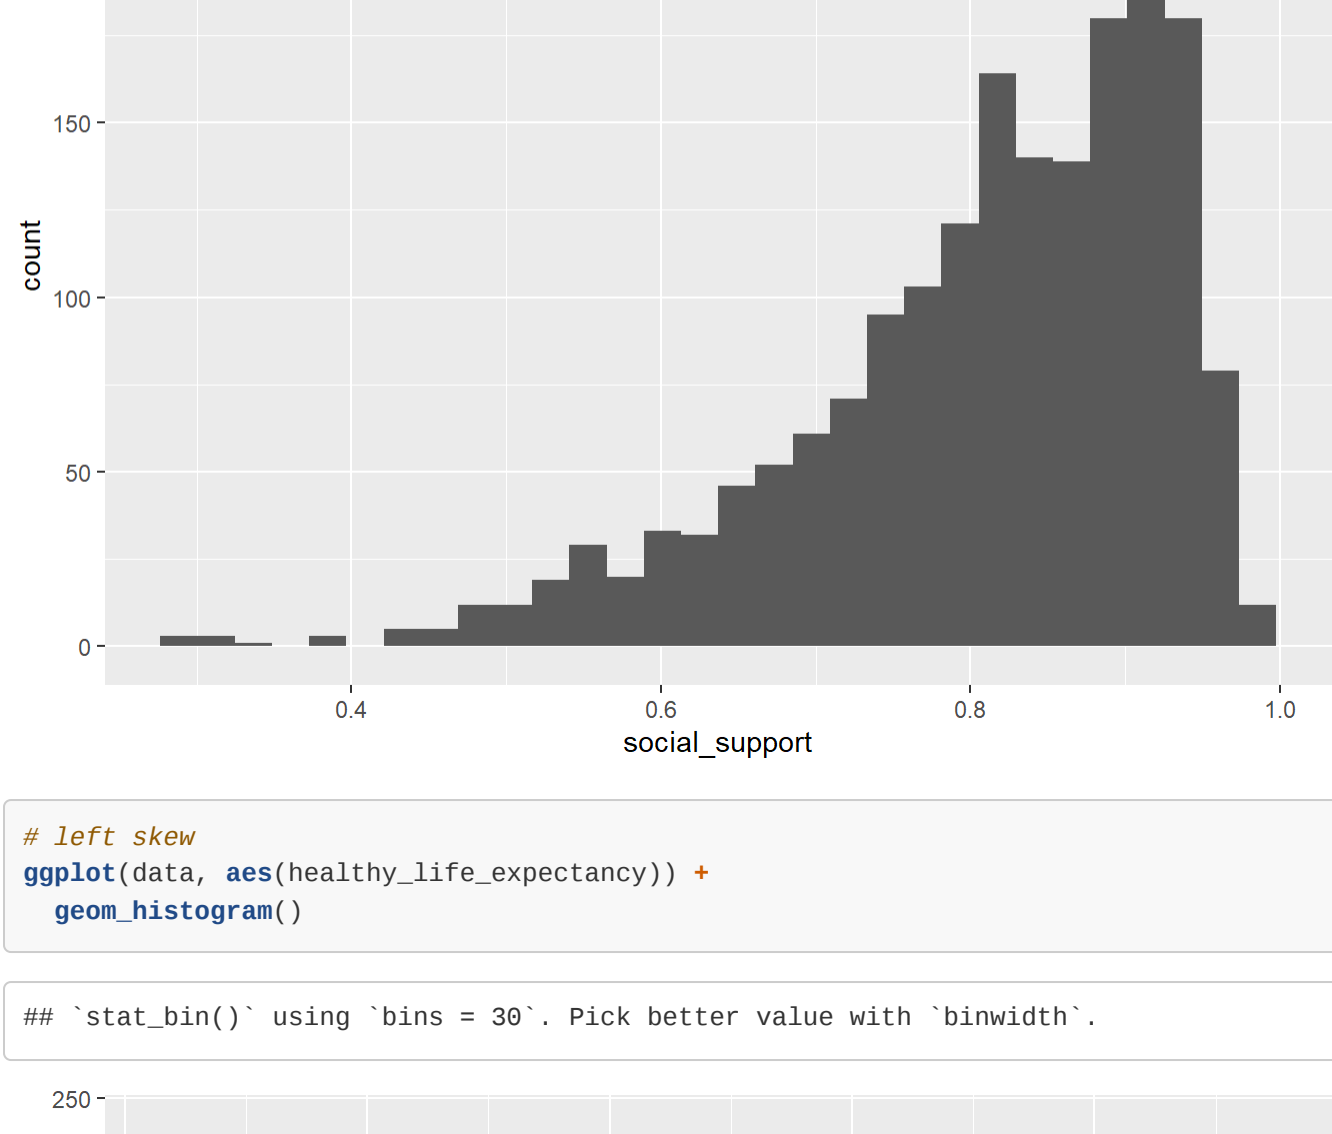 150
100
50
0
count
0.4 0.6 0.8 1.0
social_support
# left skew
ggplot(data, aes(healthy_life_expectancy)) +
  geom_histogram()
## `stat_bin()` using `bins = 30`. Pick better value with `binwidth`.
250